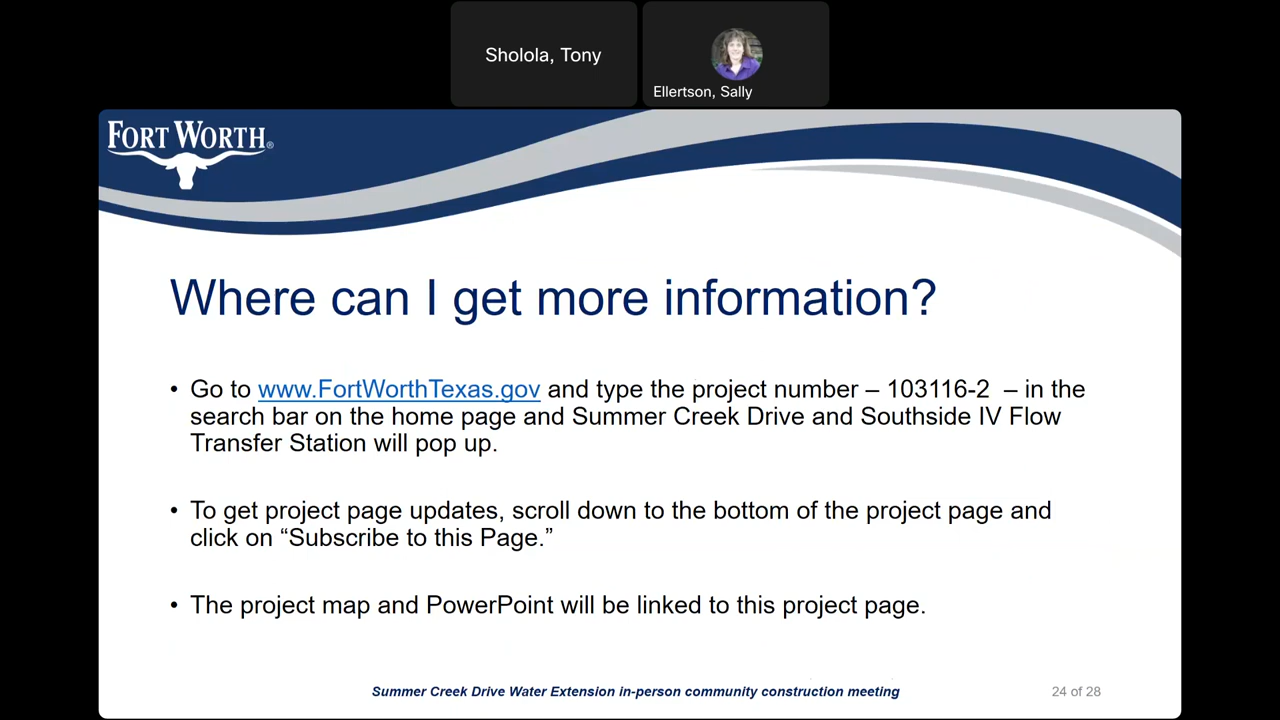 Sholola, Tony
Ellertson, Sally
FORT WORTH®
Where can I get more information?
• Go to www.FortWorthTexas.gov and type the project number – 103116-2 – in the
search bar on the home page and Summer Creek Drive and Southside IV Flow
Transfer Station will pop up.
• To get project page updates, scroll down to the bottom of the project page and
click on “Subscribe to this Page.”
• The project map and PowerPoint will be linked to this project page.
Summer Creek Drive Water Extension in-person community construction meeting
24 of 28